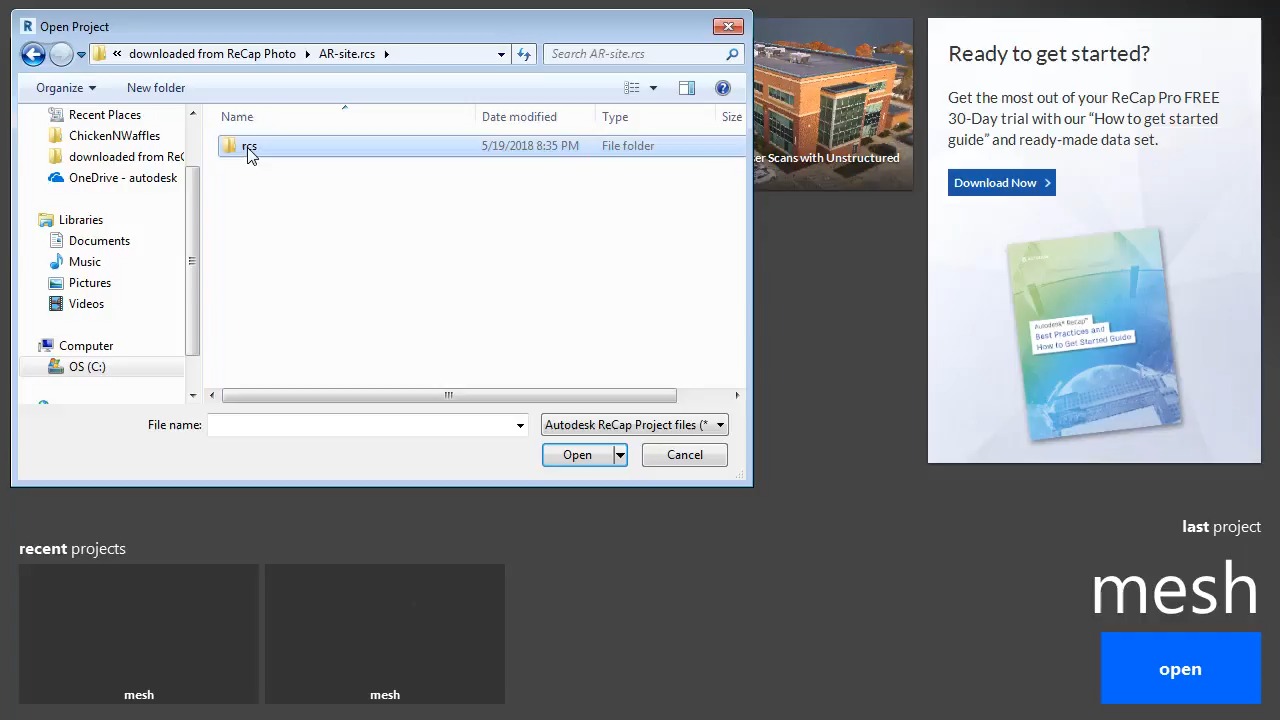 Open Project
« downloaded from ReCap Photo AR-site.rcs
Search AR-site.rcs
Organize New folder
Recent Places
ChickenNWaffles
downloaded from ReC
OneDrive - autodesk
Libraries
Documents
Music
Pictures
Videos
Computer
OS (C:)
Name Date modified Type Size
rcs 5/19/2018 8:35 PM File folder
File name:
Autodesk ReCap Project files (*
Open Cancel
er Scans with Unstructured
Ready to get started?
Get the most out of your ReCap Pro FREE
30-Day trial with our “How to get started
guide” and ready-made data set.
Download Now
Autodesk® Recap™
Best Practices and
How to Get Started Guide
recent projects
mesh
mesh
last project
mesh
open